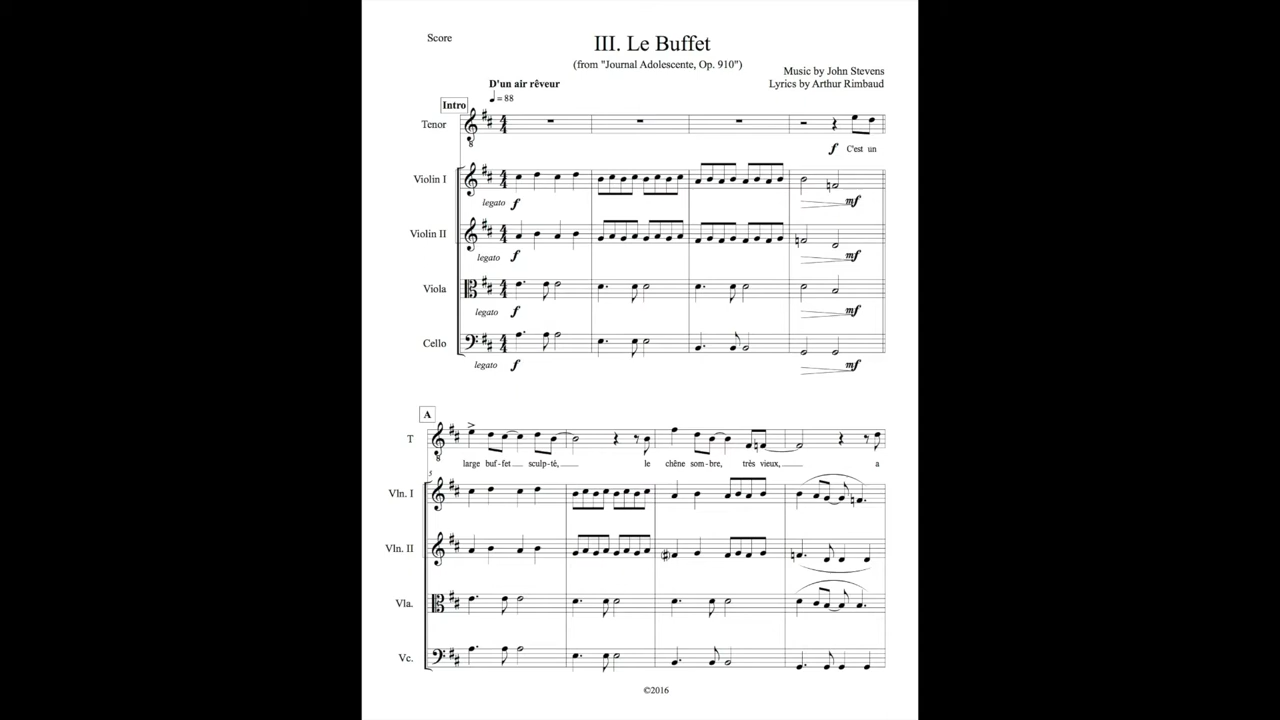 Score
III. Le Buffet
(from "Journal Adolescente, Op. 910")
Music by John Stevens
Lyrics by Arthur Rimbaud
D'un air rêveur
= 88
Intro
Tenor
f C'est un
Violin I
legato f mf
Violin II
legato f mf
Viola
legato f mf
Cello
legato f mf
A
T
large buf-fet sculp-té, le chêne som-bre, très vieux, a
5
Vln. I
Vln. II
Vla.
Vc.
©2016